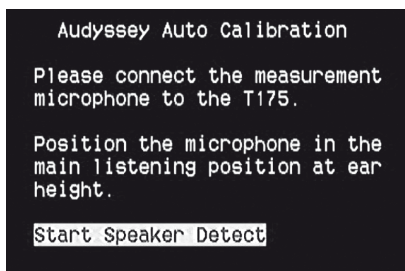 Audyssey Auto Calibration
Please connect the measurement
microphone to the T175.
Position the microphone in the
main listening position at ear
height.
Start Speaker Detect